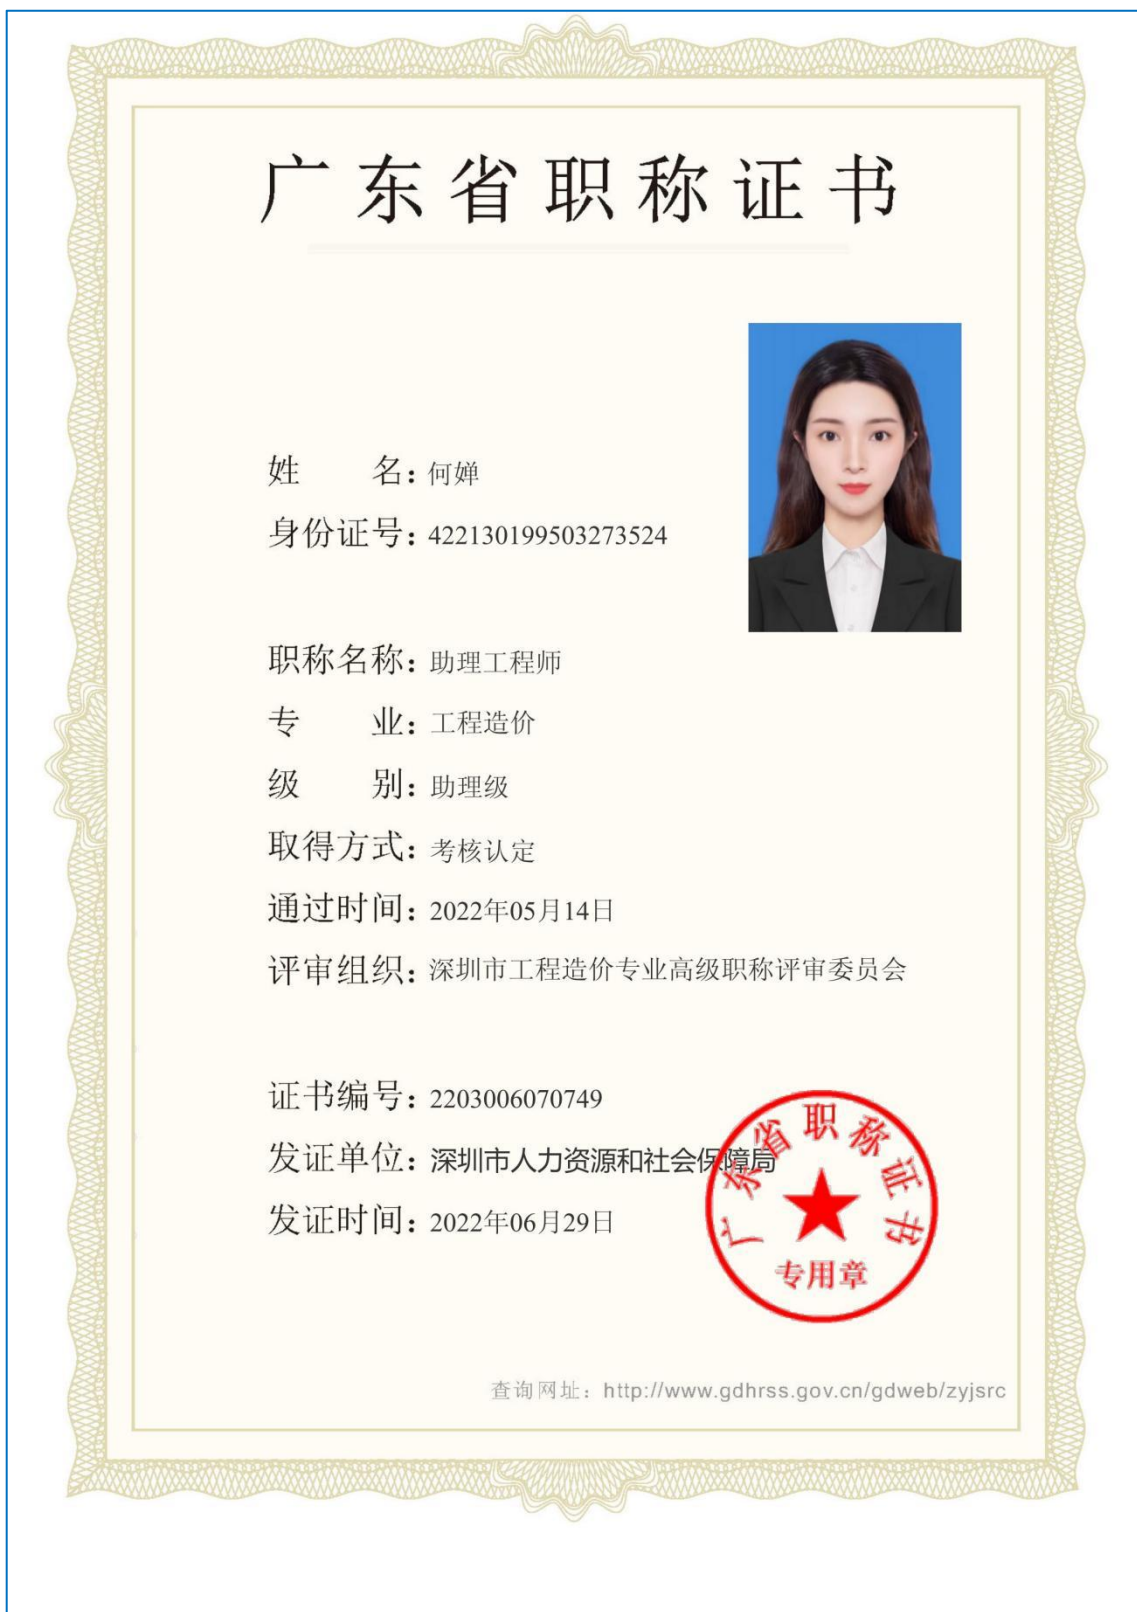 广东省职称证书
姓 名：何婵
身份证号：422130199503273524
职称名称：助理工程师
专 业：工程造价
级 别：助理级
取得方式：考核认定
通过时间：2022年05月14日
评审组织：深圳市工程造价专业高级职称评审委员会
证书编号：2203006070749
发证单位：深圳市人力资源和社会保障局
发证时间：2022年06月29日
广东省职称证书
专用章
查询网址：http://www.gdhrss.gov.cn/gdweb/zyjsrc